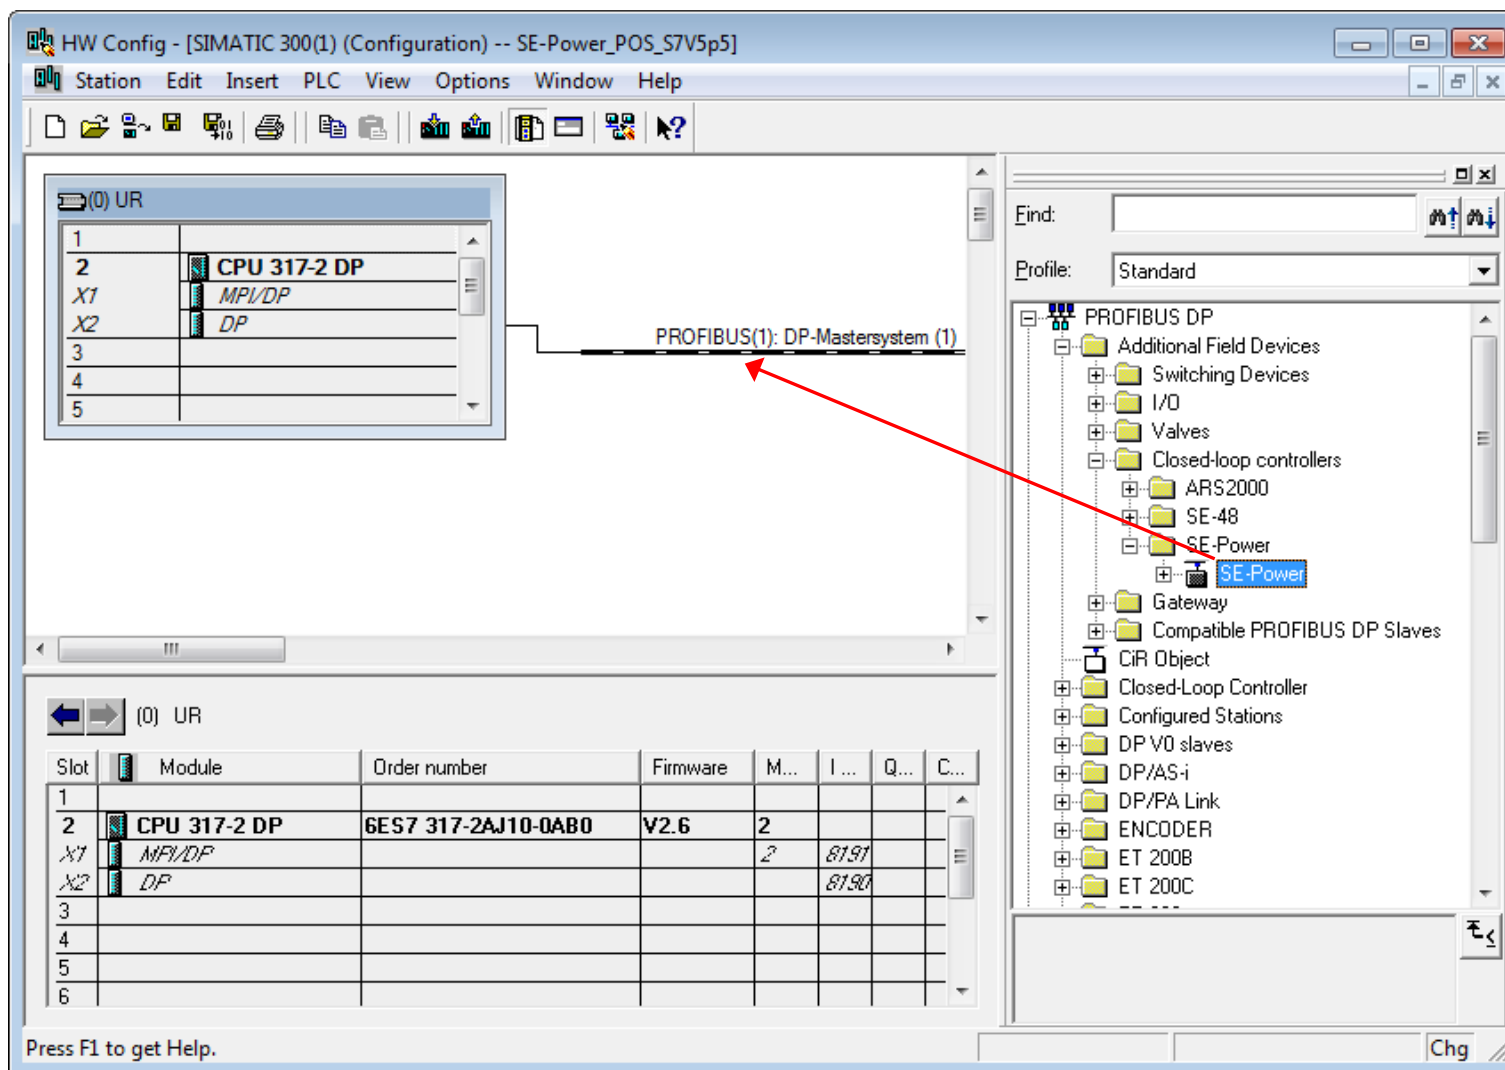 HW Config - [SIMATIC 300(1) (Configuration) -- SE-Power_POS_S7V5p5]
Station Edit Insert PLC View Options Window Help
(0) UR
1
2 CPU 317-2 DP
X1 MPI/DP
X2 DP
3
4
5
PROFIBUS(1): DP-Mastersystem (1)
Find:
Profile: Standard
PROFIBUS DP
Additional Field Devices
Switching Devices
I/O
Valves
Closed-loop controllers
ARS2000
SE-48
SE-Power
SE-Power
Gateway
Compatible PROFIBUS DP Slaves
CiR Object
Closed-Loop Controller
Configured Stations
DP V0 slaves
DP/AS-i
DP/PA Link
ENCODER
ET 200B
ET 200C
(0) UR
Slot Module Order number Firmware M... I ... Q... C...
1
2 CPU 317-2 DP 6ES7 317-2AJ10-0AB0 V2.6 2
X1 MPI/DP 2 8191
X2 DP 8190
3
4
5
6
Press F1 to get Help.
Chg